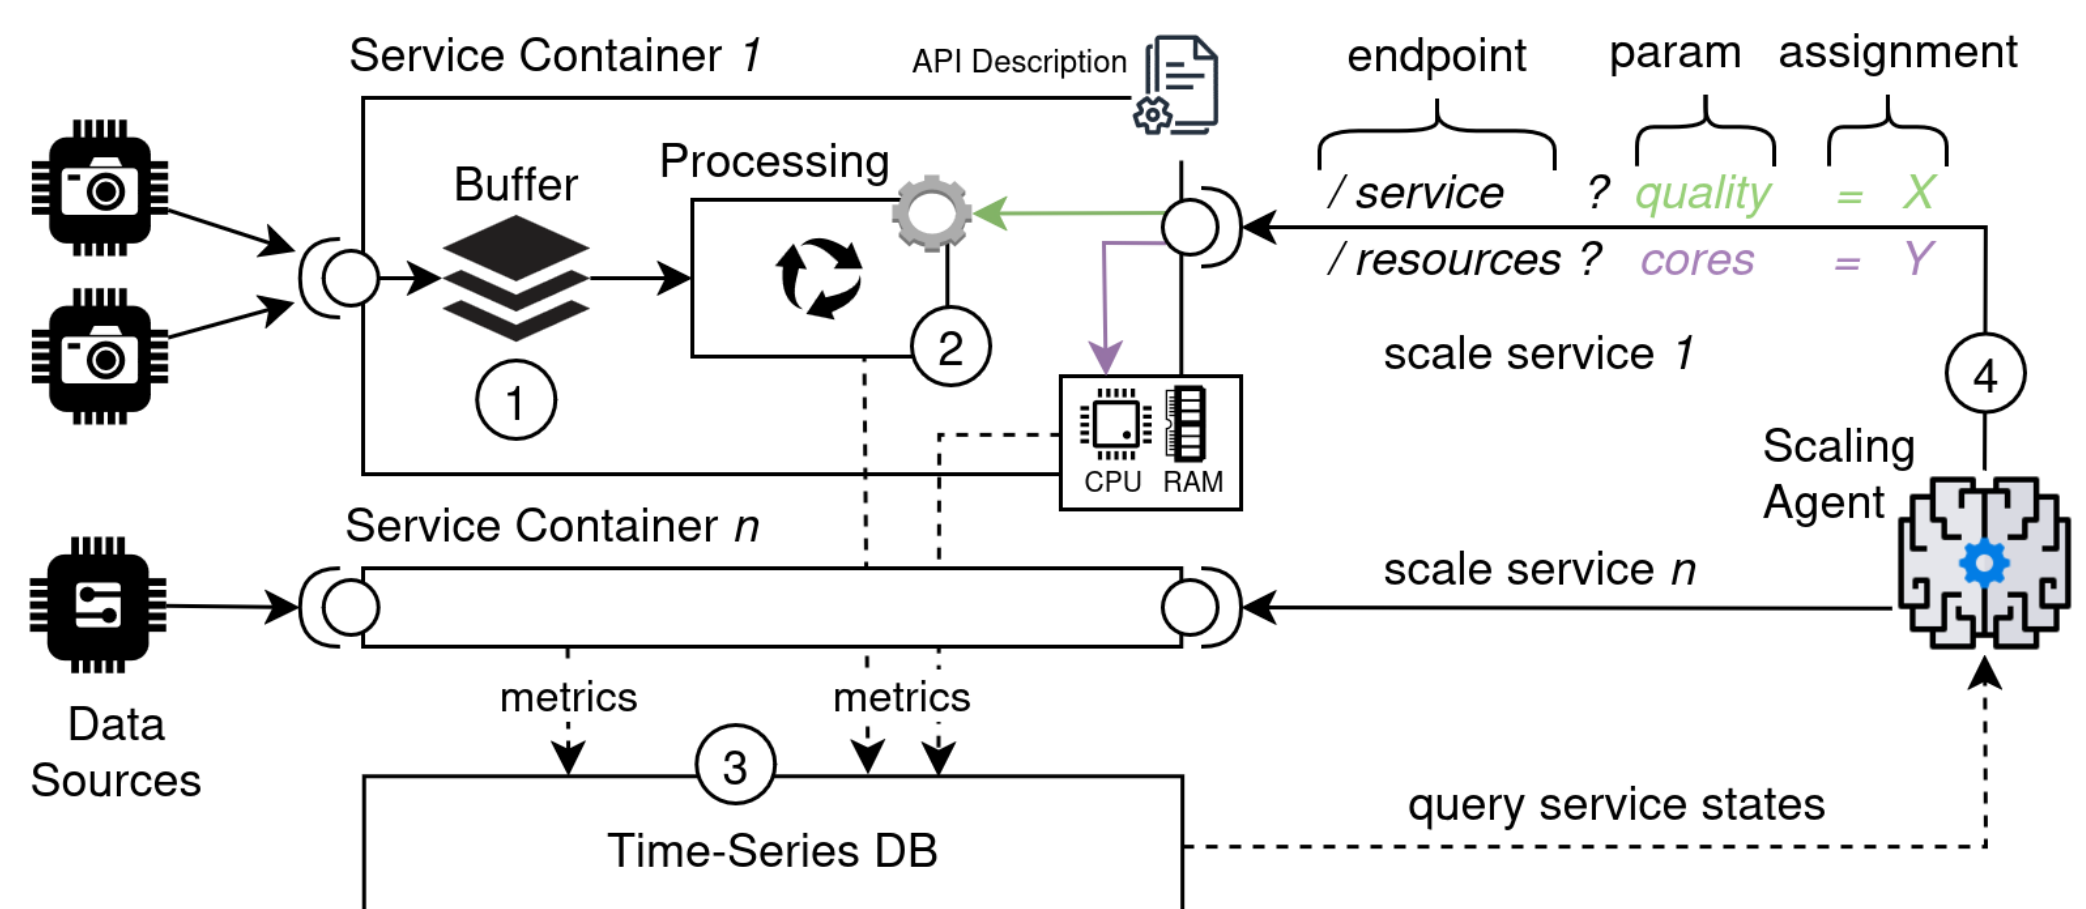 Service Container 1
API Description
endpoint param assignment
/ service ? quality = X
/ resources ? cores = Y
Buffer
Processing
1
2
scale service 1
4
CPU RAM
Scaling
Agent
Service Container n
scale service n
metrics metrics
Data
Sources
3
Time-Series DB
query service states